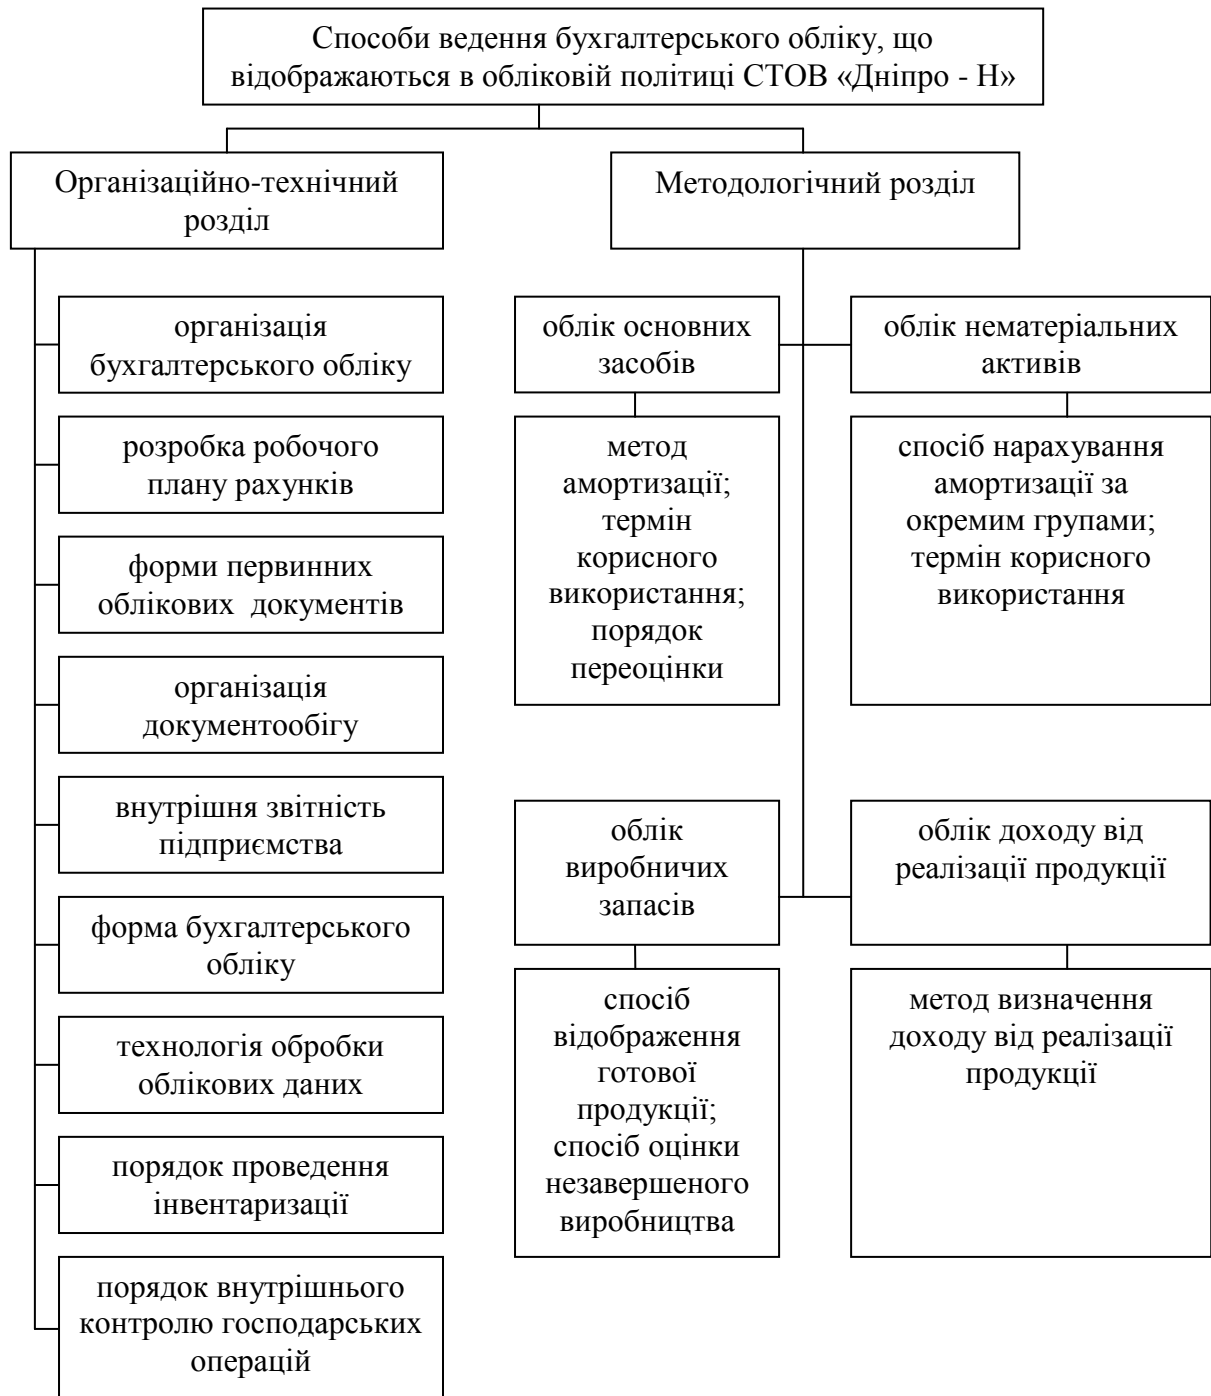 Способи ведення бухгалтерського обліку, що
відображаються в обліковій політиці СТОВ «Дніпро - Н»
Організаційно-технічний
розділ
Методологічний розділ
організація
бухгалтерського обліку
розробка робочого
плану рахунків
форми первинних
облікових  документів
організація
документообігу
внутрішня звітність
підприємства
форма бухгалтерського
обліку
технологія обробки
облікових даних
порядок проведення
інвентаризації
порядок внутрішнього
контролю господарських
операцій
облік основних
засобів
метод
амортизації;
термін
корисного
використання;
порядок
переоцінки
облік нематеріальних
активів
спосіб нарахування
амортизації за
окремим групами;
термін корисного
використання
облік
виробничих
запасів
спосіб
відображення
готової
продукції;
спосіб оцінки
незавершеного
виробництва
облік доходу від
реалізації продукції
метод визначення
доходу від реалізації
продукції